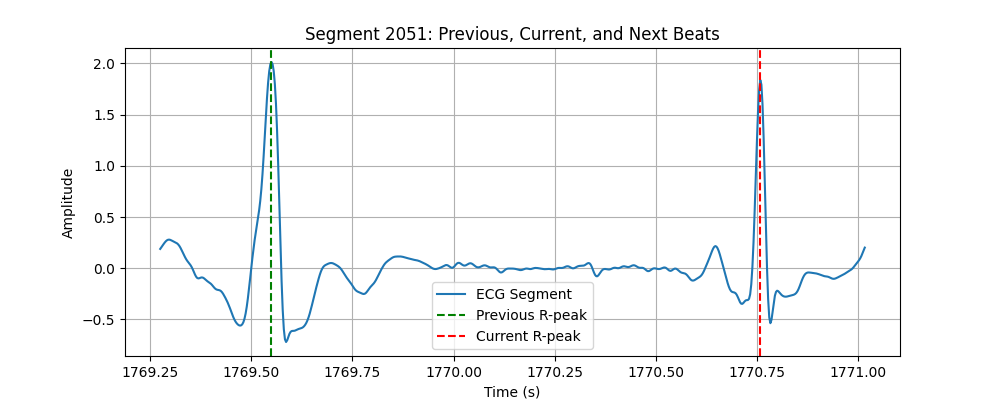 Segment 2051: Previous, Current, and Next Beats
Amplitude
2.0
1.5
1.0
0.5
0.0
−0.5
ECG Segment
Previous R-peak
Current R-peak
1769.25 1769.50 1769.75 1770.00 1770.25 1770.50 1770.75 1771.00
Time (s)